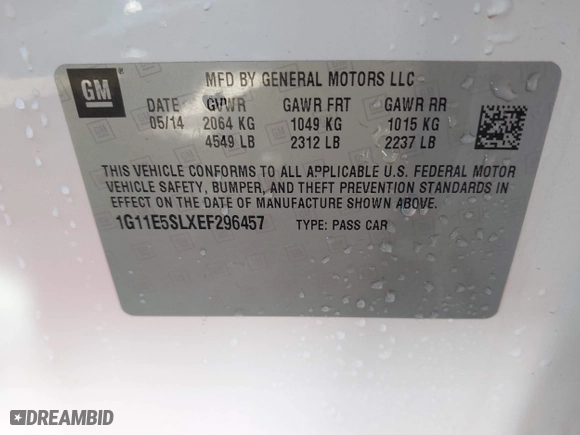 GM ®
MFD BY GENERAL MOTORS LLC
DATE GVWR GAWR FRT GAWR RR
05/14 2064 KG 1049 KG 1015 KG
4549 LB 2312 LB 2237 LB
THIS VEHICLE CONFORMS TO ALL APPLICABLE U.S. FEDERAL MOTOR
VEHICLE SAFETY, BUMPER, AND THEFT PREVENTION STANDARDS IN
EFFECT ON THE DATE OF MANUFACTURE SHOWN ABOVE.
1G11E5SLXEF296457 TYPE: PASS CAR
DREAMBID